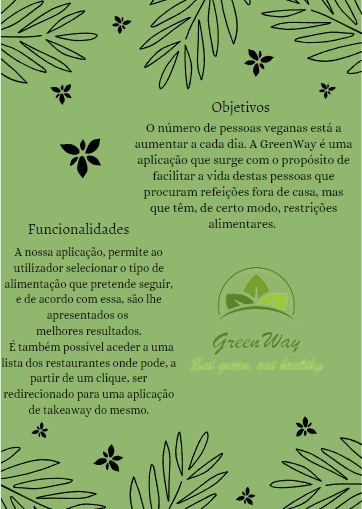 Objetivos
O número de pessoas veganas está a
aumentar a cada dia. A GreenWay é uma
aplicação que surge com o propósito de
facilitar a vida destas pessoas que
procuram refeições fora de casa, mas
que têm, de certo modo, restrições
alimentares.
Funcionalidades
A nossa aplicação, permite ao
utilizador selecionar o tipo de
alimentação que pretende seguir,
e de acordo com essa, são lhe
apresentados os
melhores resultados.
É também possível aceder a uma
lista dos restaurantes onde pode, a
partir de um clique, ser
redirecionado para uma aplicação
de takeaway do mesmo.
GreenWay
Eat green, eat healthy